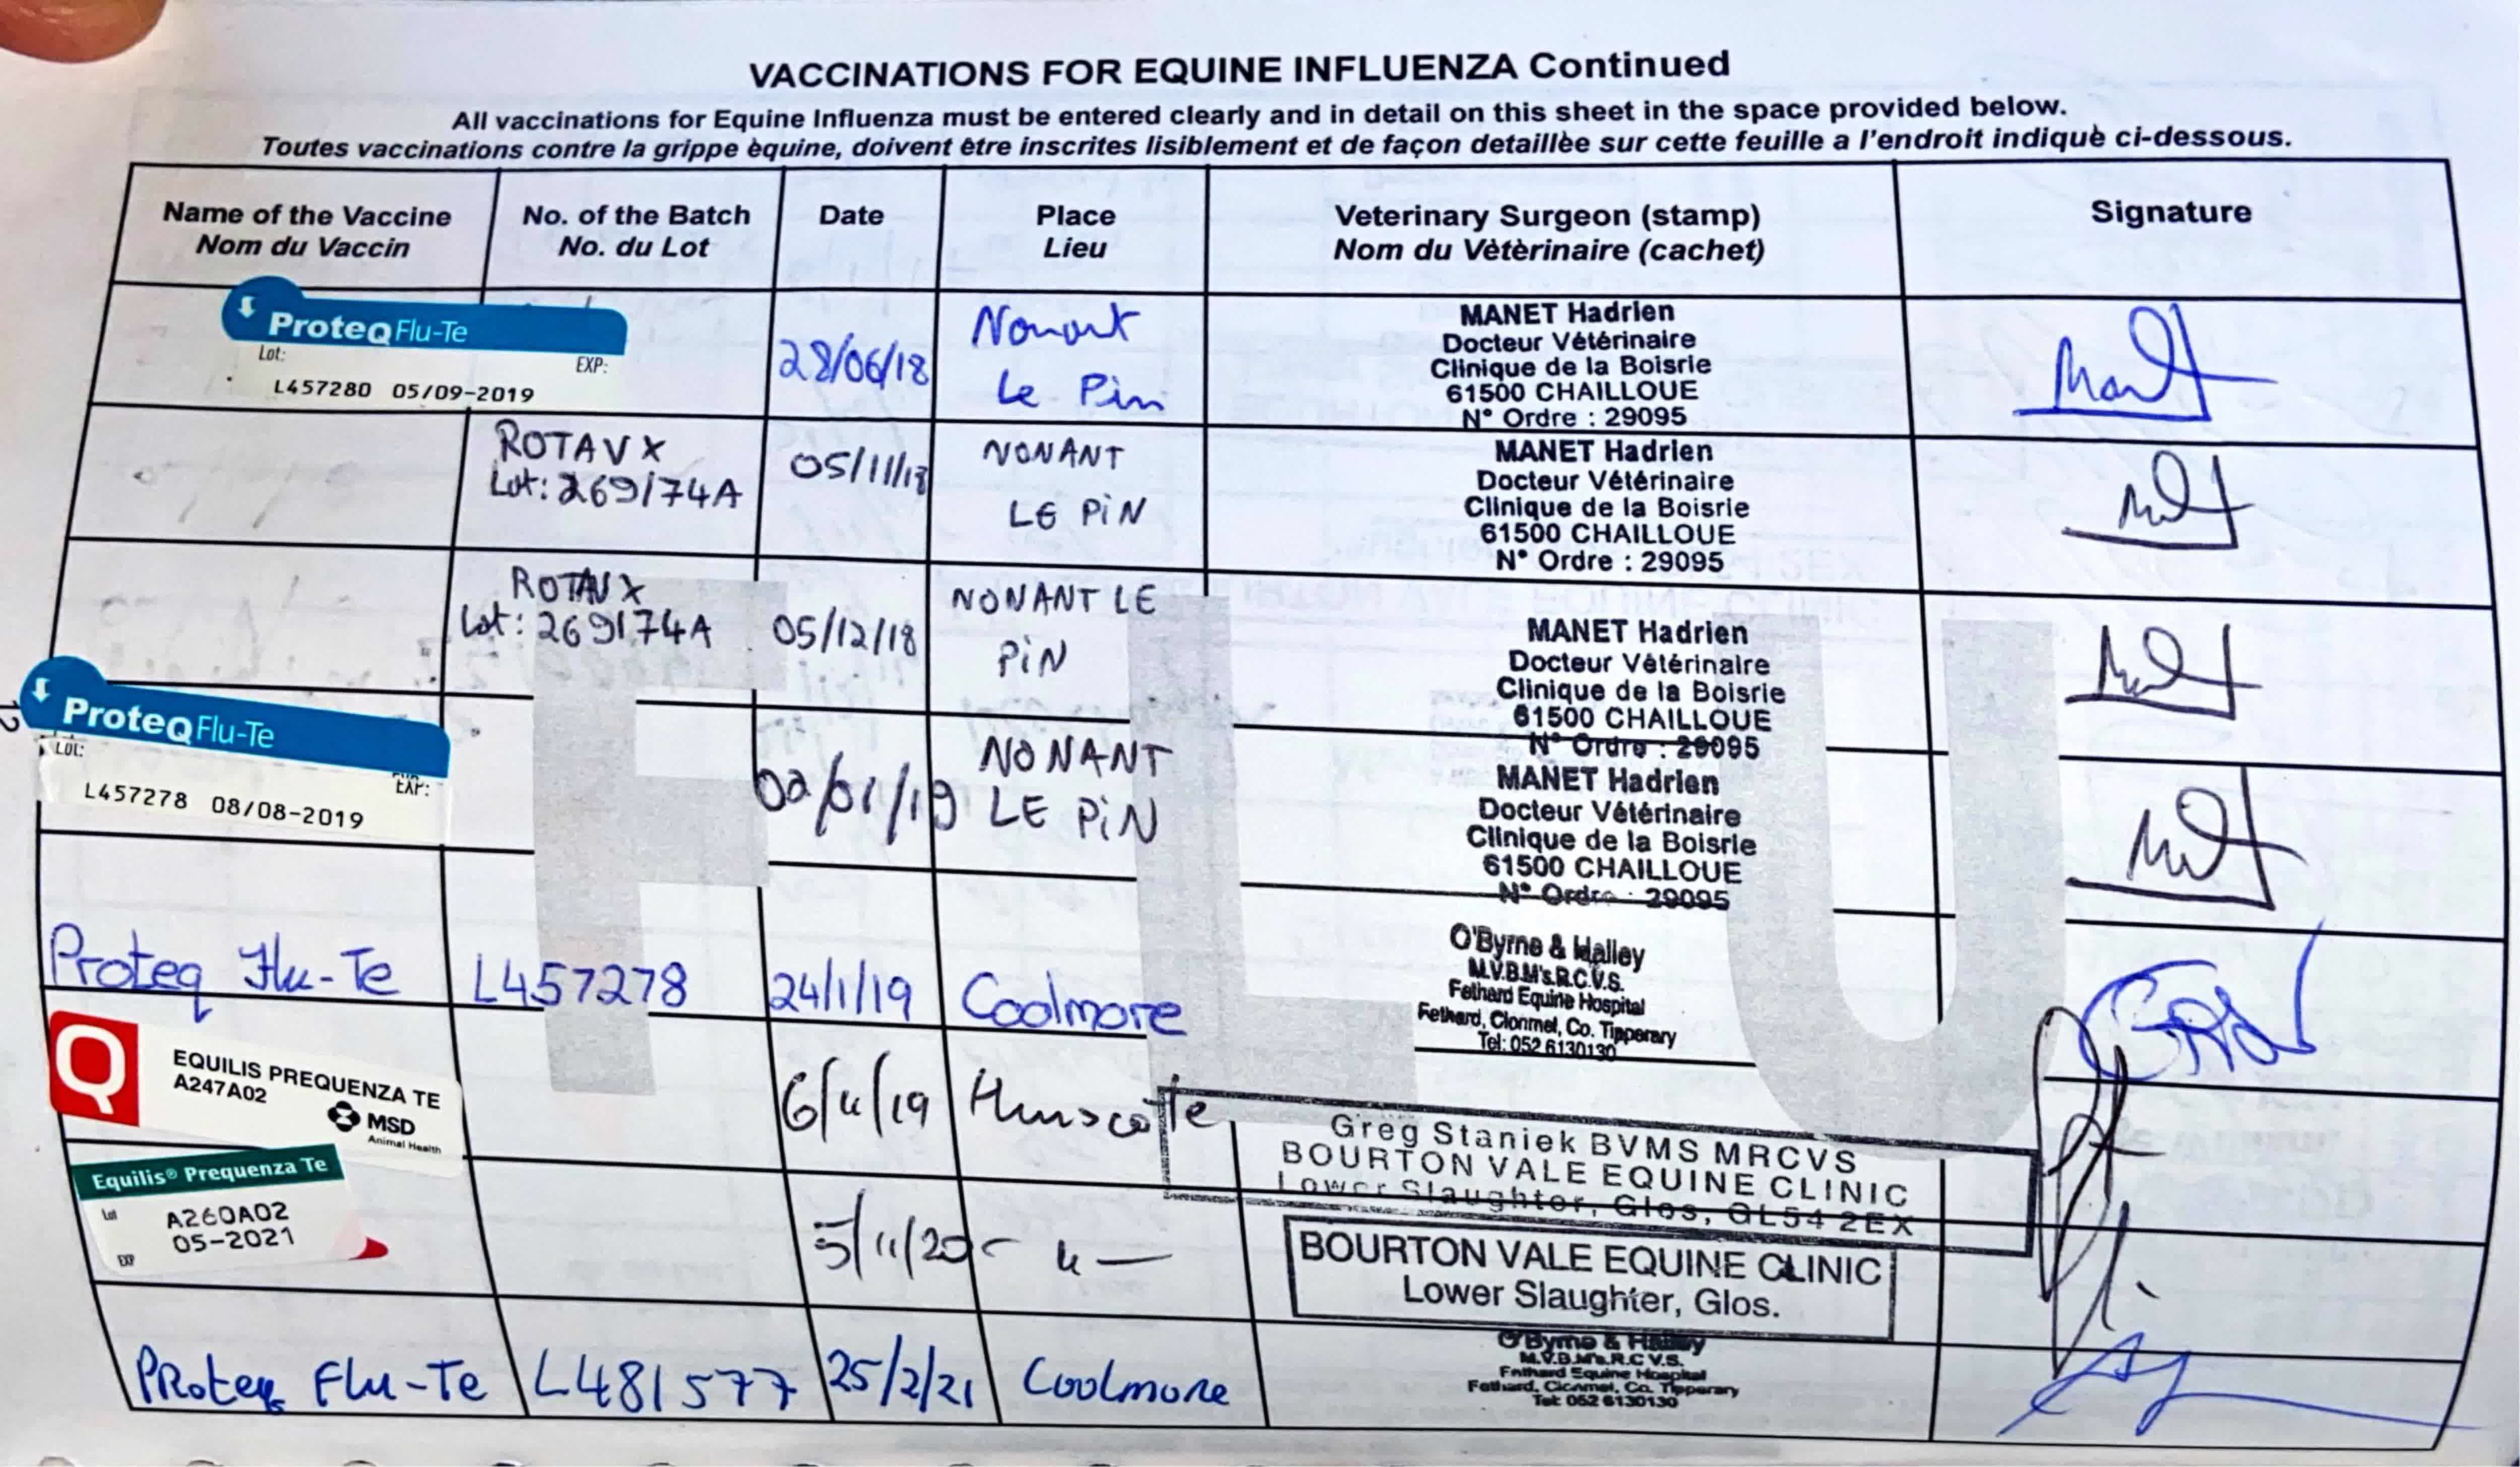 VACCINATIONS FOR EQUINE INFLUENZA Continued
All vaccinations for Equine Influenza must be entered clearly and in detail on this sheet in the space provided below.
Toutes vaccinations contre la grippe èquine, doivent ètre inscrites lisiblement et de façon detaillèe sur cette feuille a l'endroit indiquè ci-dessous.
Name of the Vaccine
Nom du Vaccin
No. of the Batch
No. du Lot
Date
Place
Lieu
Veterinary Surgeon (stamp)
Nom du Vètèrinaire (cachet)
Signature
ProteqFlu-Te
Lot: EXP:
L457280 05/09-2019
28/06/18
Nonant
Le Pin
MANET Hadrien
Docteur Vétérinaire
Clinique de la Boisrie
61500 CHAILLOUE
N° Ordre : 29095
ROTAVX
Lot: 269174A
05/11/18
NONANT
LE PiN
MANET Hadrien
Docteur Vétérinaire
Clinique de la Boisrie
61500 CHAILLOUE
N° Ordre : 29095
ROTAVX
Lot: 269174A
05/12/18
NONANT LE
PiN
MANET Hadrien
Docteur Vétérinaire
Clinique de la Boisrie
61500 CHAILLOUE
N° Ordre : 29095
12
ProteqFlu-Te
LOT: EXP:
L457278 08/08-2019
02/01/19
NONANT
LE PiN
MANET Hadrien
Docteur Vétérinaire
Clinique de la Boisrie
61500 CHAILLOUE
N° Ordre : 29095
FLU
Proteq Flu-Te
L457278
24/1/19
Coolmore
O'Byrne & Halley
M.V.B.M's.R.C.V.S.
Fethard Equine Hospital
Fethard, Clonmel, Co. Tipperary
Tel: 052 6130130
Q
EQUILIS PREQUENZA TE
A247A02
MSD
Animal Health
Greg Staniek BVMS MRCVS
BOURTON VALE EQUINE CLINIC
Lower Slaughter, Glos, GL54 2EX
Equilis® Prequenza Te
Lot A260A02
EXP 05-2021
5/11/20
BOURTON VALE EQUINE CLINIC
Lower Slaughter, Glos.
Proteq Flu-Te
L481577
25/2/21
Coolmore
O'Byrne & Halley
M.V.B.M's.R.C.V.S.
Fethard Equine Hospital
Fethard, Clonmel, Co. Tipperary
Tel: 052 6130130